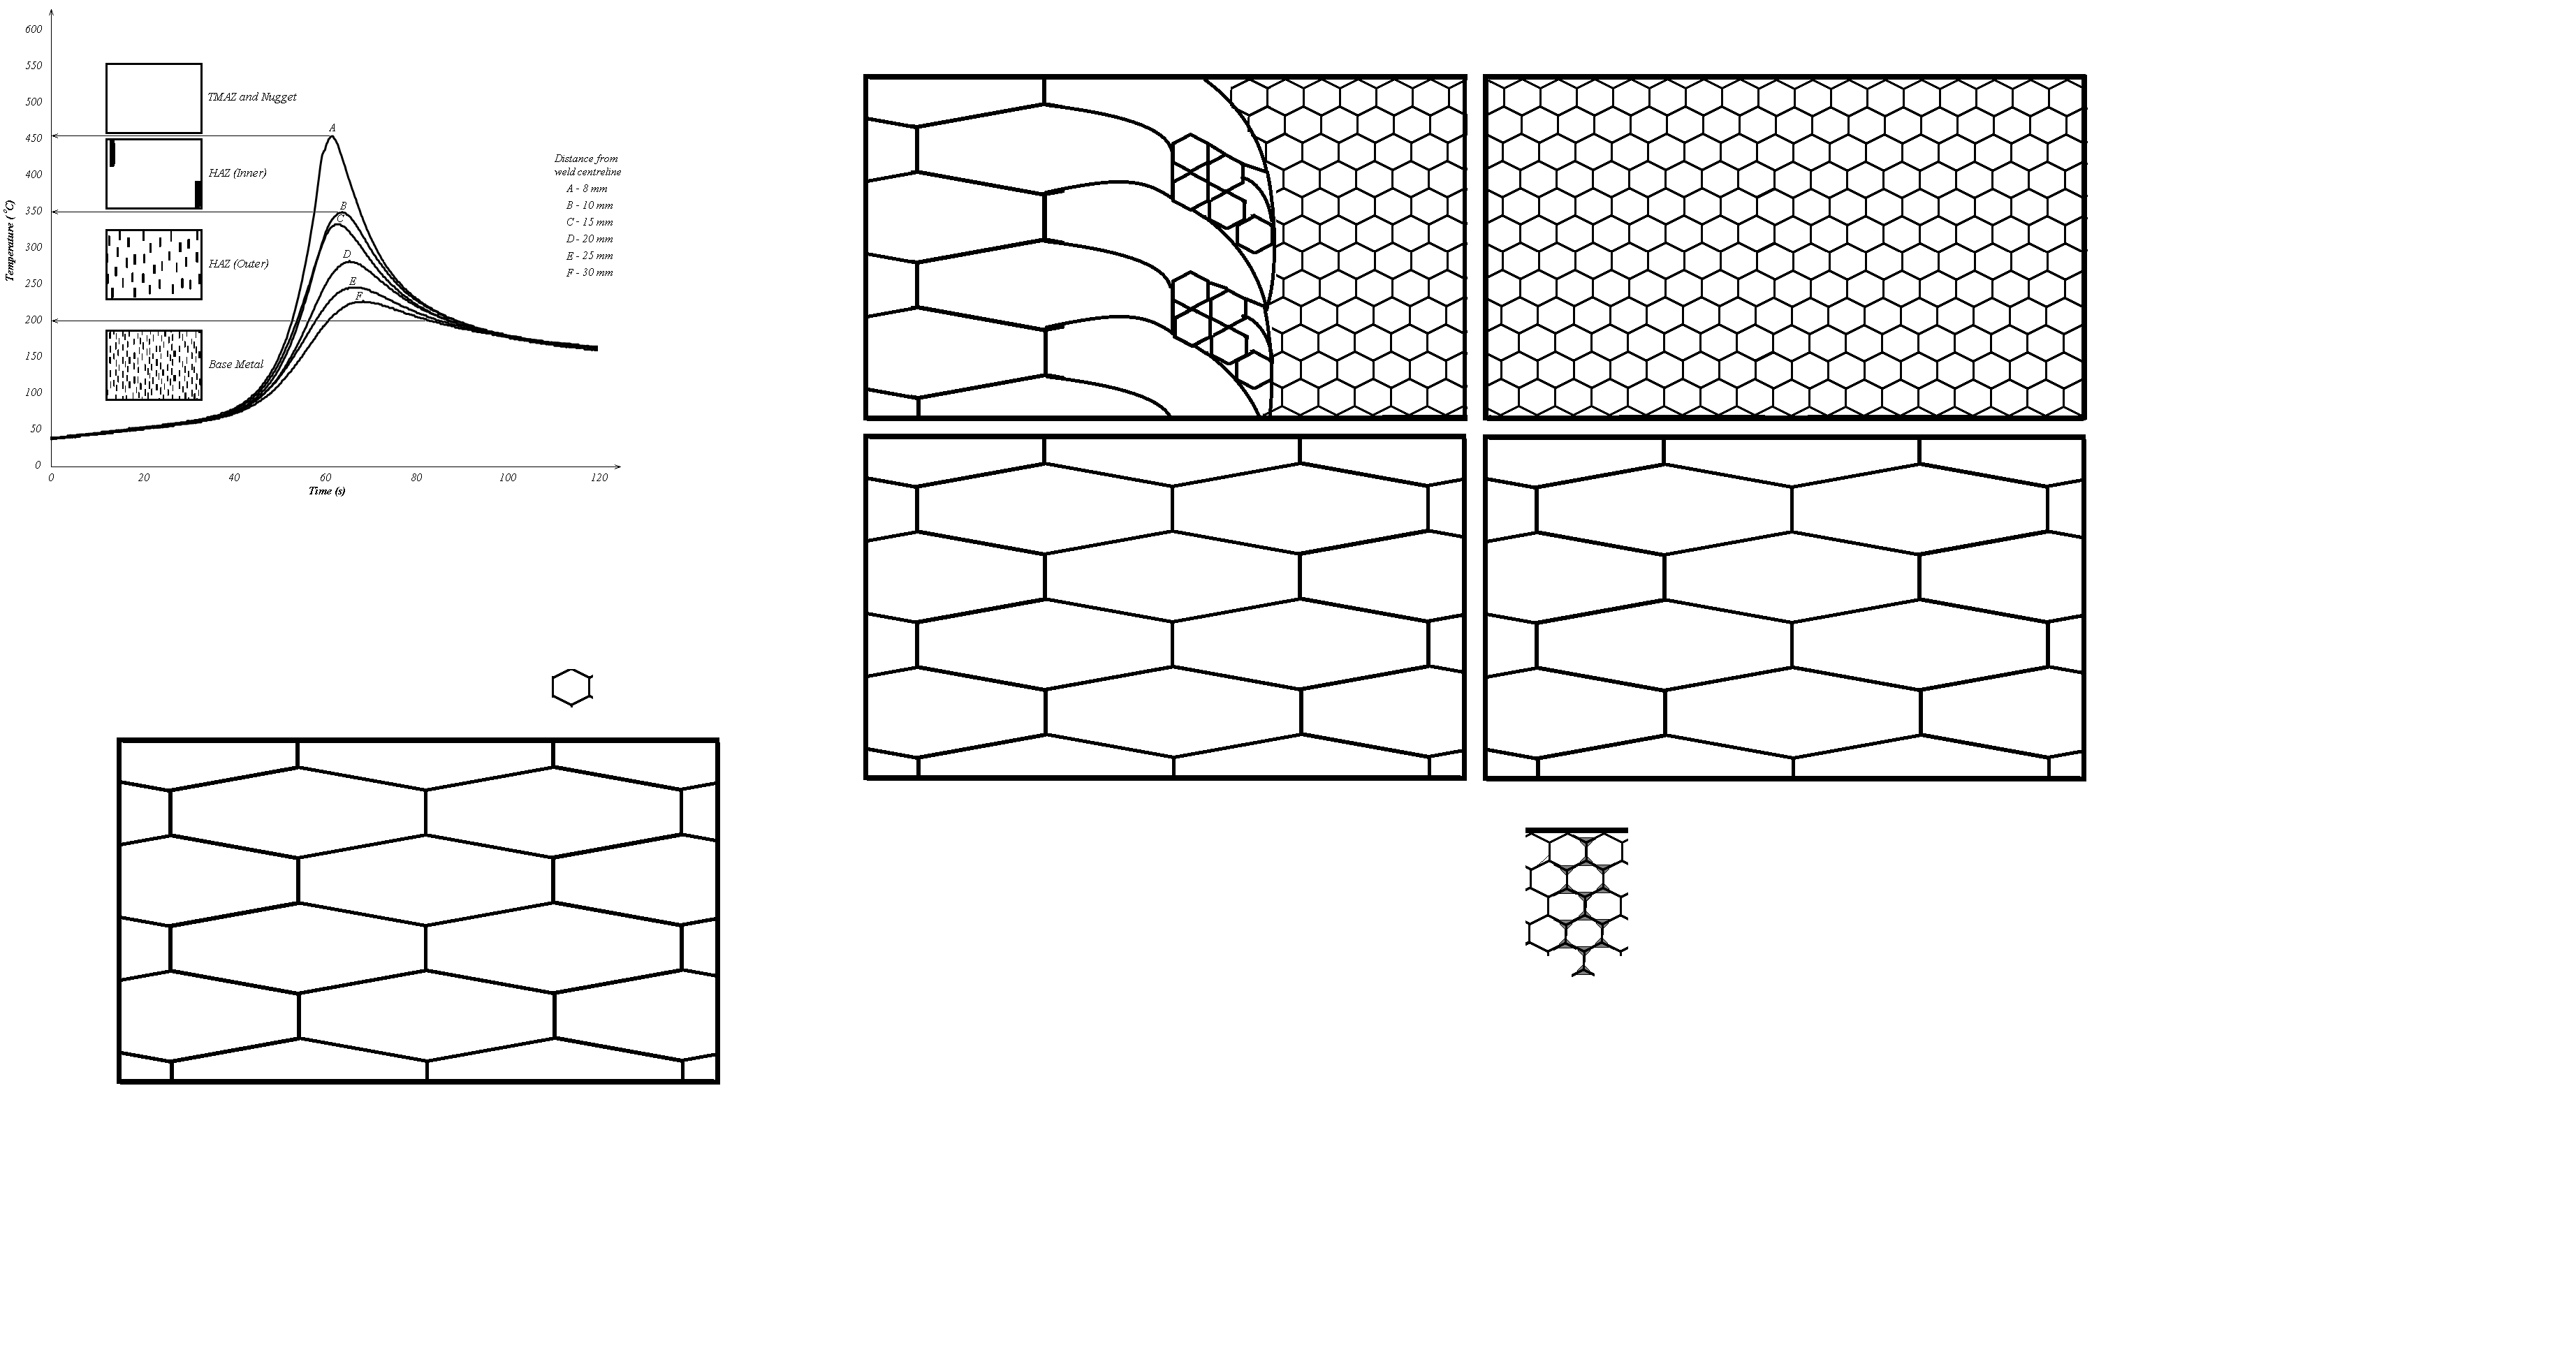 600
550
500
450
400
350
300
250
200
150
100
50
0
Temperature (°C)
TMAZ and Nugget
HAZ (Inner)
HAZ (Outer)
Base Metal
A
B
C
D
E
F
Distance from
weld centreline
A - 8 mm
B - 10 mm
C - 15 mm
D - 20 mm
E - 25 mm
F - 30 mm
0 20 40 60 80 100 120
Time (s)